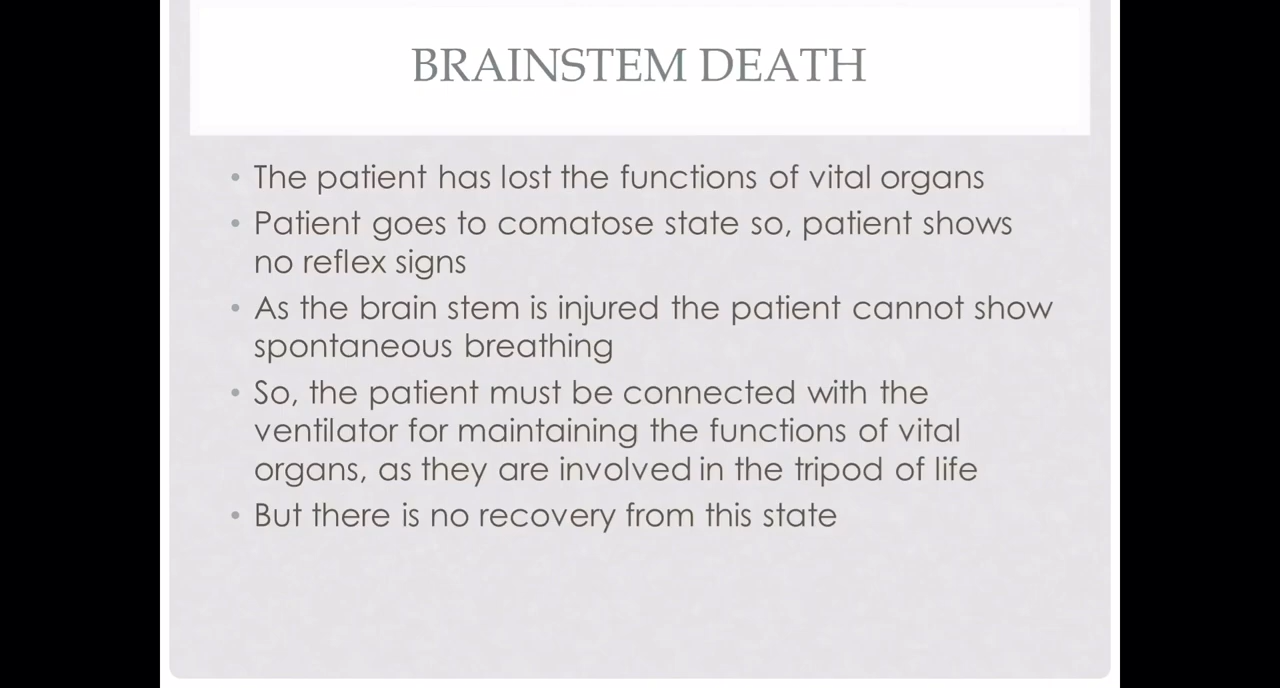 BRAINSTEM DEATH
• The patient has lost the functions of vital organs
• Patient goes to comatose state so, patient shows
no reflex signs
• As the brain stem is injured the patient cannot show
spontaneous breathing
• So, the patient must be connected with the
ventilator for maintaining the functions of vital
organs, as they are involved in the tripod of life
• But there is no recovery from this state